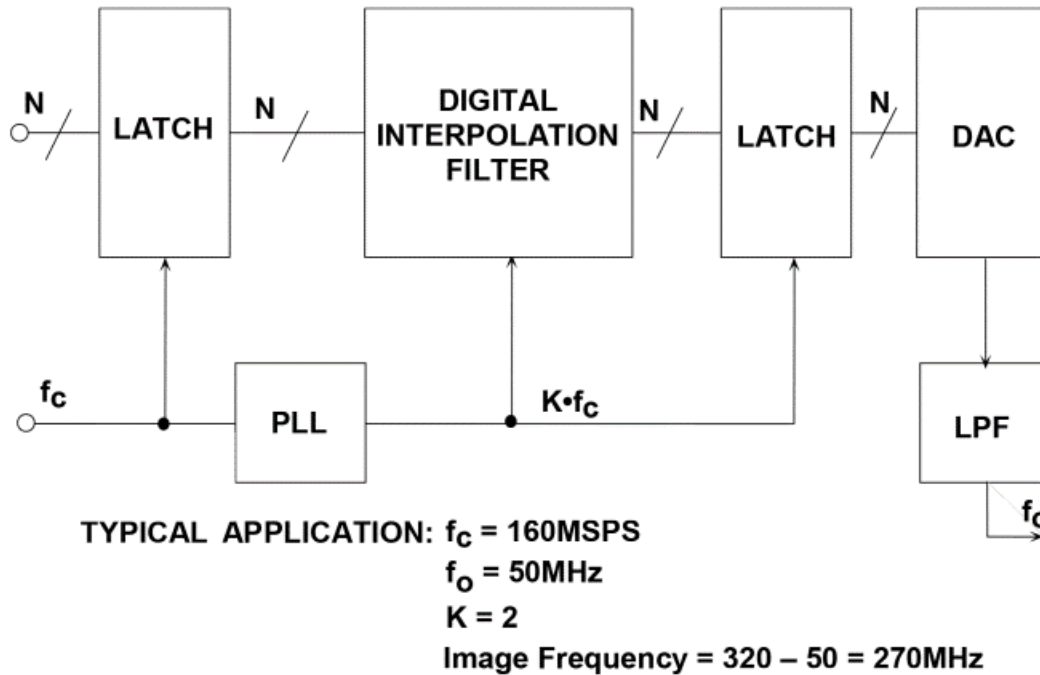 N
LATCH
N
DIGITAL
INTERPOLATION
FILTER
N
LATCH
N
DAC
fc
PLL
K•fc
LPF
fo
TYPICAL APPLICATION: fc = 160MSPS
fo = 50MHz
K = 2
Image Frequency = 320 – 50 = 270MHz